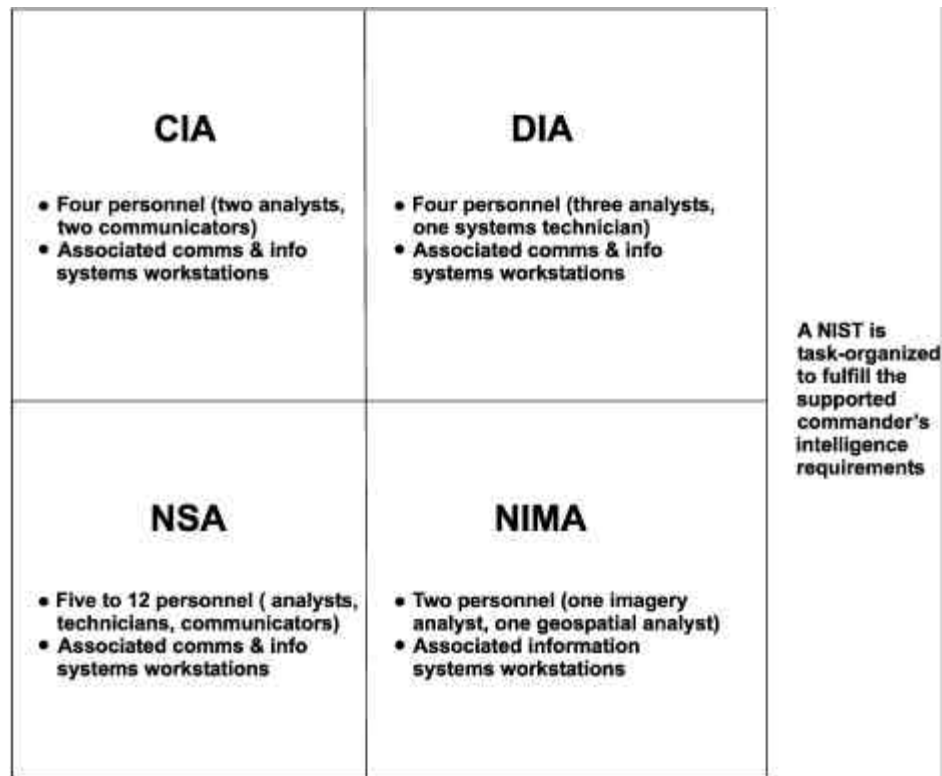 CIA
• Four personnel (two analysts,
two communicators)
• Associated comms & info
systems workstations
DIA
• Four personnel (three analysts,
one systems technician)
• Associated comms & info
systems workstations
NSA
• Five to 12 personnel ( analysts,
technicians, communicators)
• Associated comms & info
systems workstations
NIMA
• Two personnel (one imagery
analyst, one geospatial analyst)
• Associated information
systems workstations
A NIST is
task-organized
to fulfill the
supported
commander's
intelligence
requirements